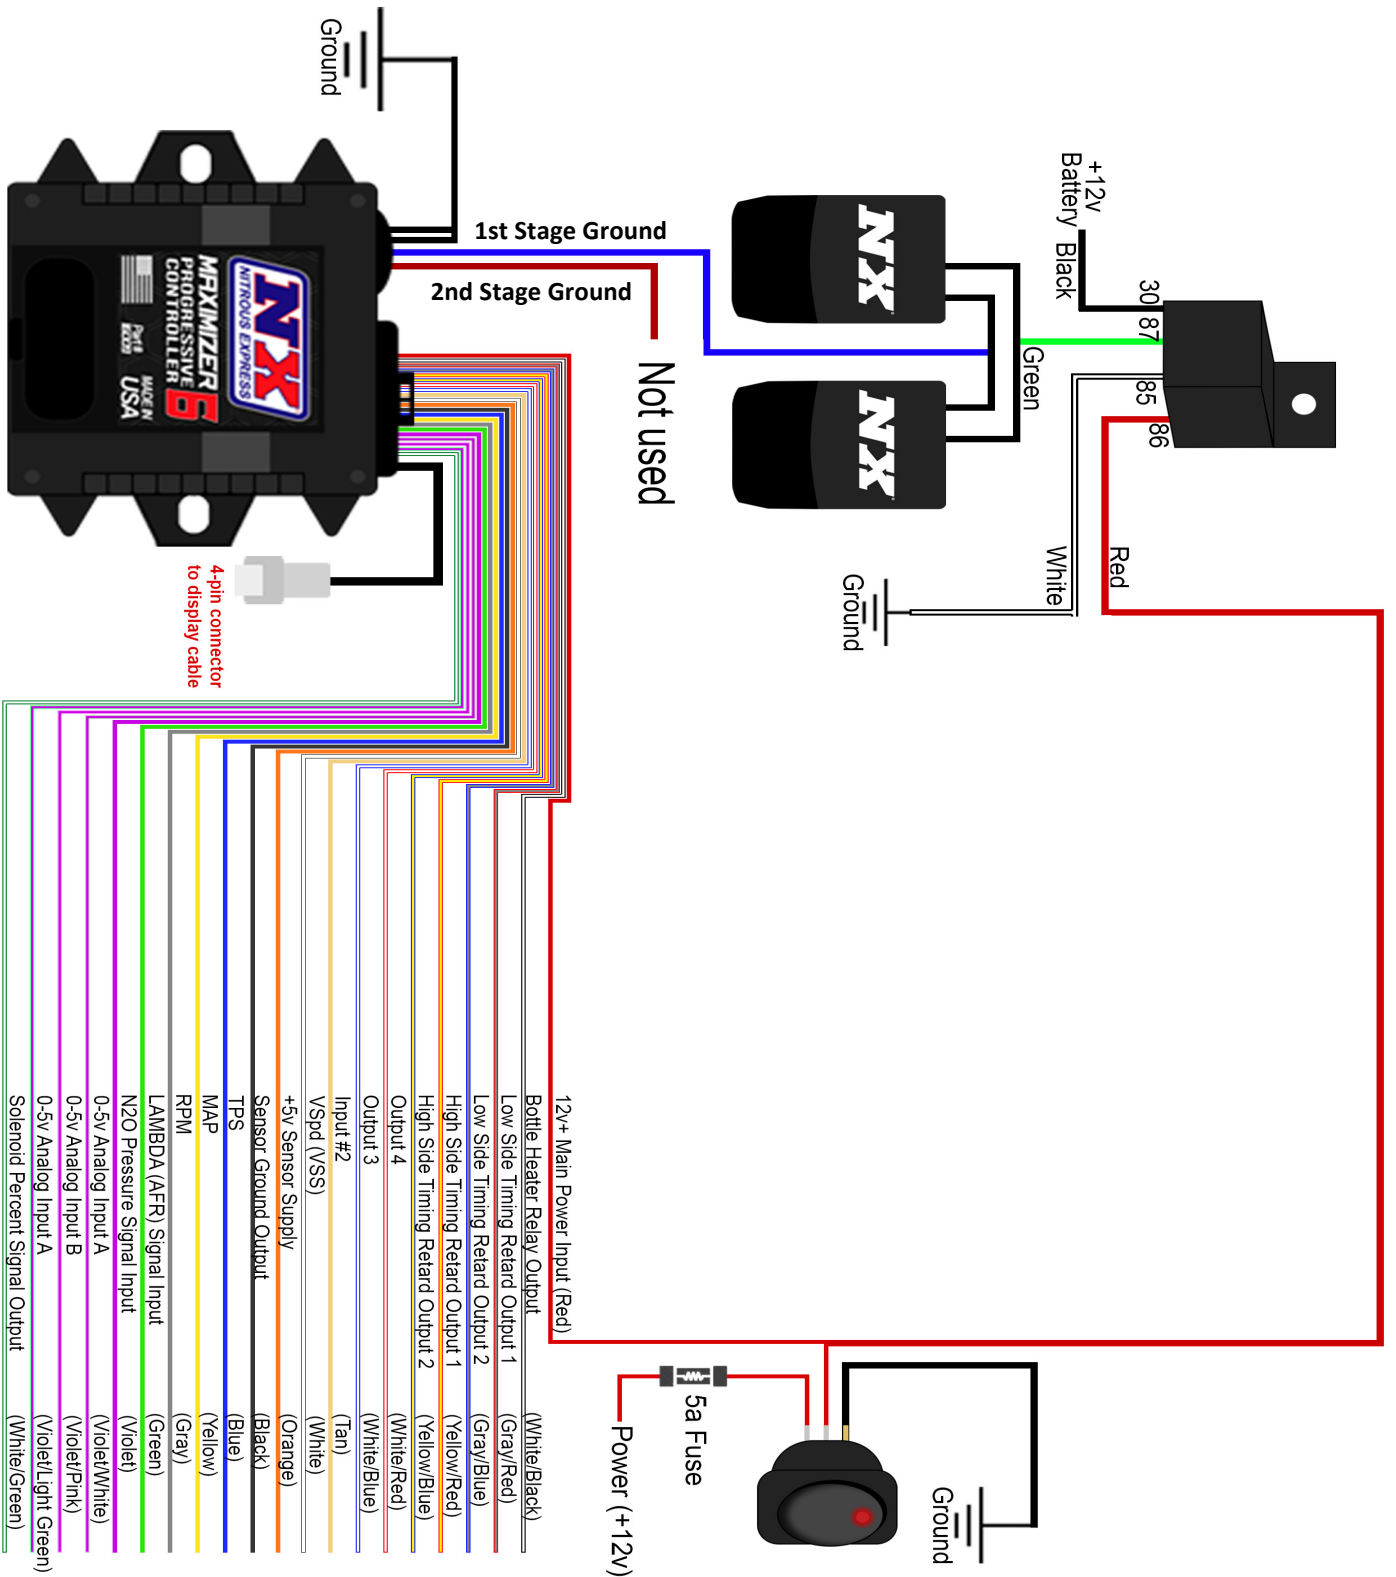 Ground
1st Stage Ground
2nd Stage Ground
Not used
NX
NX
+12v
Battery
Black
30
87
85
86
Green
White
Red
Ground
NX
NITROUS EXPRESS
MAXIMIZER 6
PROGRESSIVE
CONTROLLER
MADE IN
USA
4-pin connector
to display cable
12v+ Main Power Input (Red)
Bottle Heater Relay Output (White/Black)
Low Side Timing Retard Output 1 (Gray/Red)
Low Side Timing Retard Output 2 (Gray/Blue)
High Side Timing Retard Output 1 (Yellow/Red)
High Side Timing Retard Output 2 (Yellow/Blue)
Output 4 (White/Red)
Output 3 (White/Blue)
Input #2 (Tan)
VSpd (VSS) (White)
+5v Sensor Supply (Orange)
Sensor Ground Output (Black)
TPS (Blue)
MAP (Yellow)
RPM (Gray)
LAMBDA (AFR) Signal Input (Green)
N2O Pressure Signal Input (Violet)
0-5v Analog Input A (Violet/White)
0-5v Analog Input B (Violet/Pink)
0-5v Analog Input A (Violet/Light Green)
Solenoid Percent Signal Output (White/Green)
5a Fuse
Power (+12v)
Ground